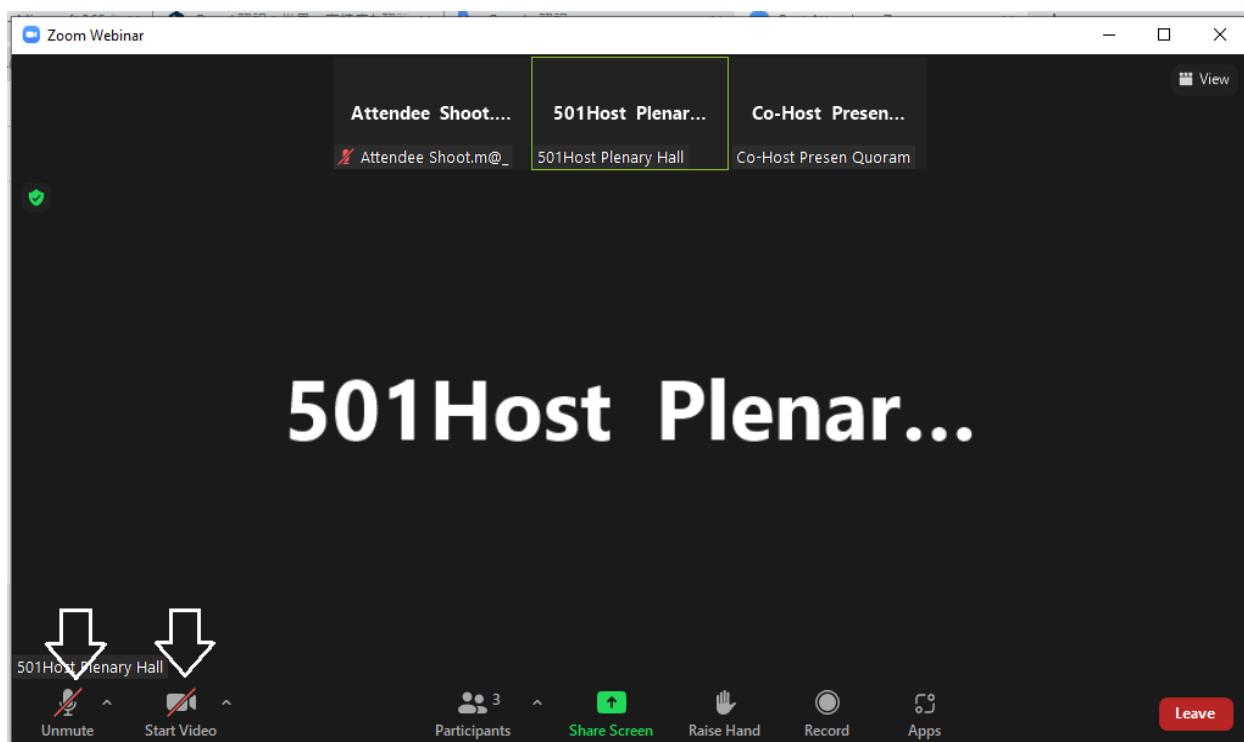 Zoom Webinar
View
Attendee Shoot....
501Host Plenar...
Co-Host Presen...
Attendee Shoot.m@_
501Host Plenary Hall
Co-Host Presen Quoram
501Host Plenar...
501Host Plenary Hall
3
Unmute
Start Video
Participants
Share Screen
Raise Hand
Record
Apps
Leave